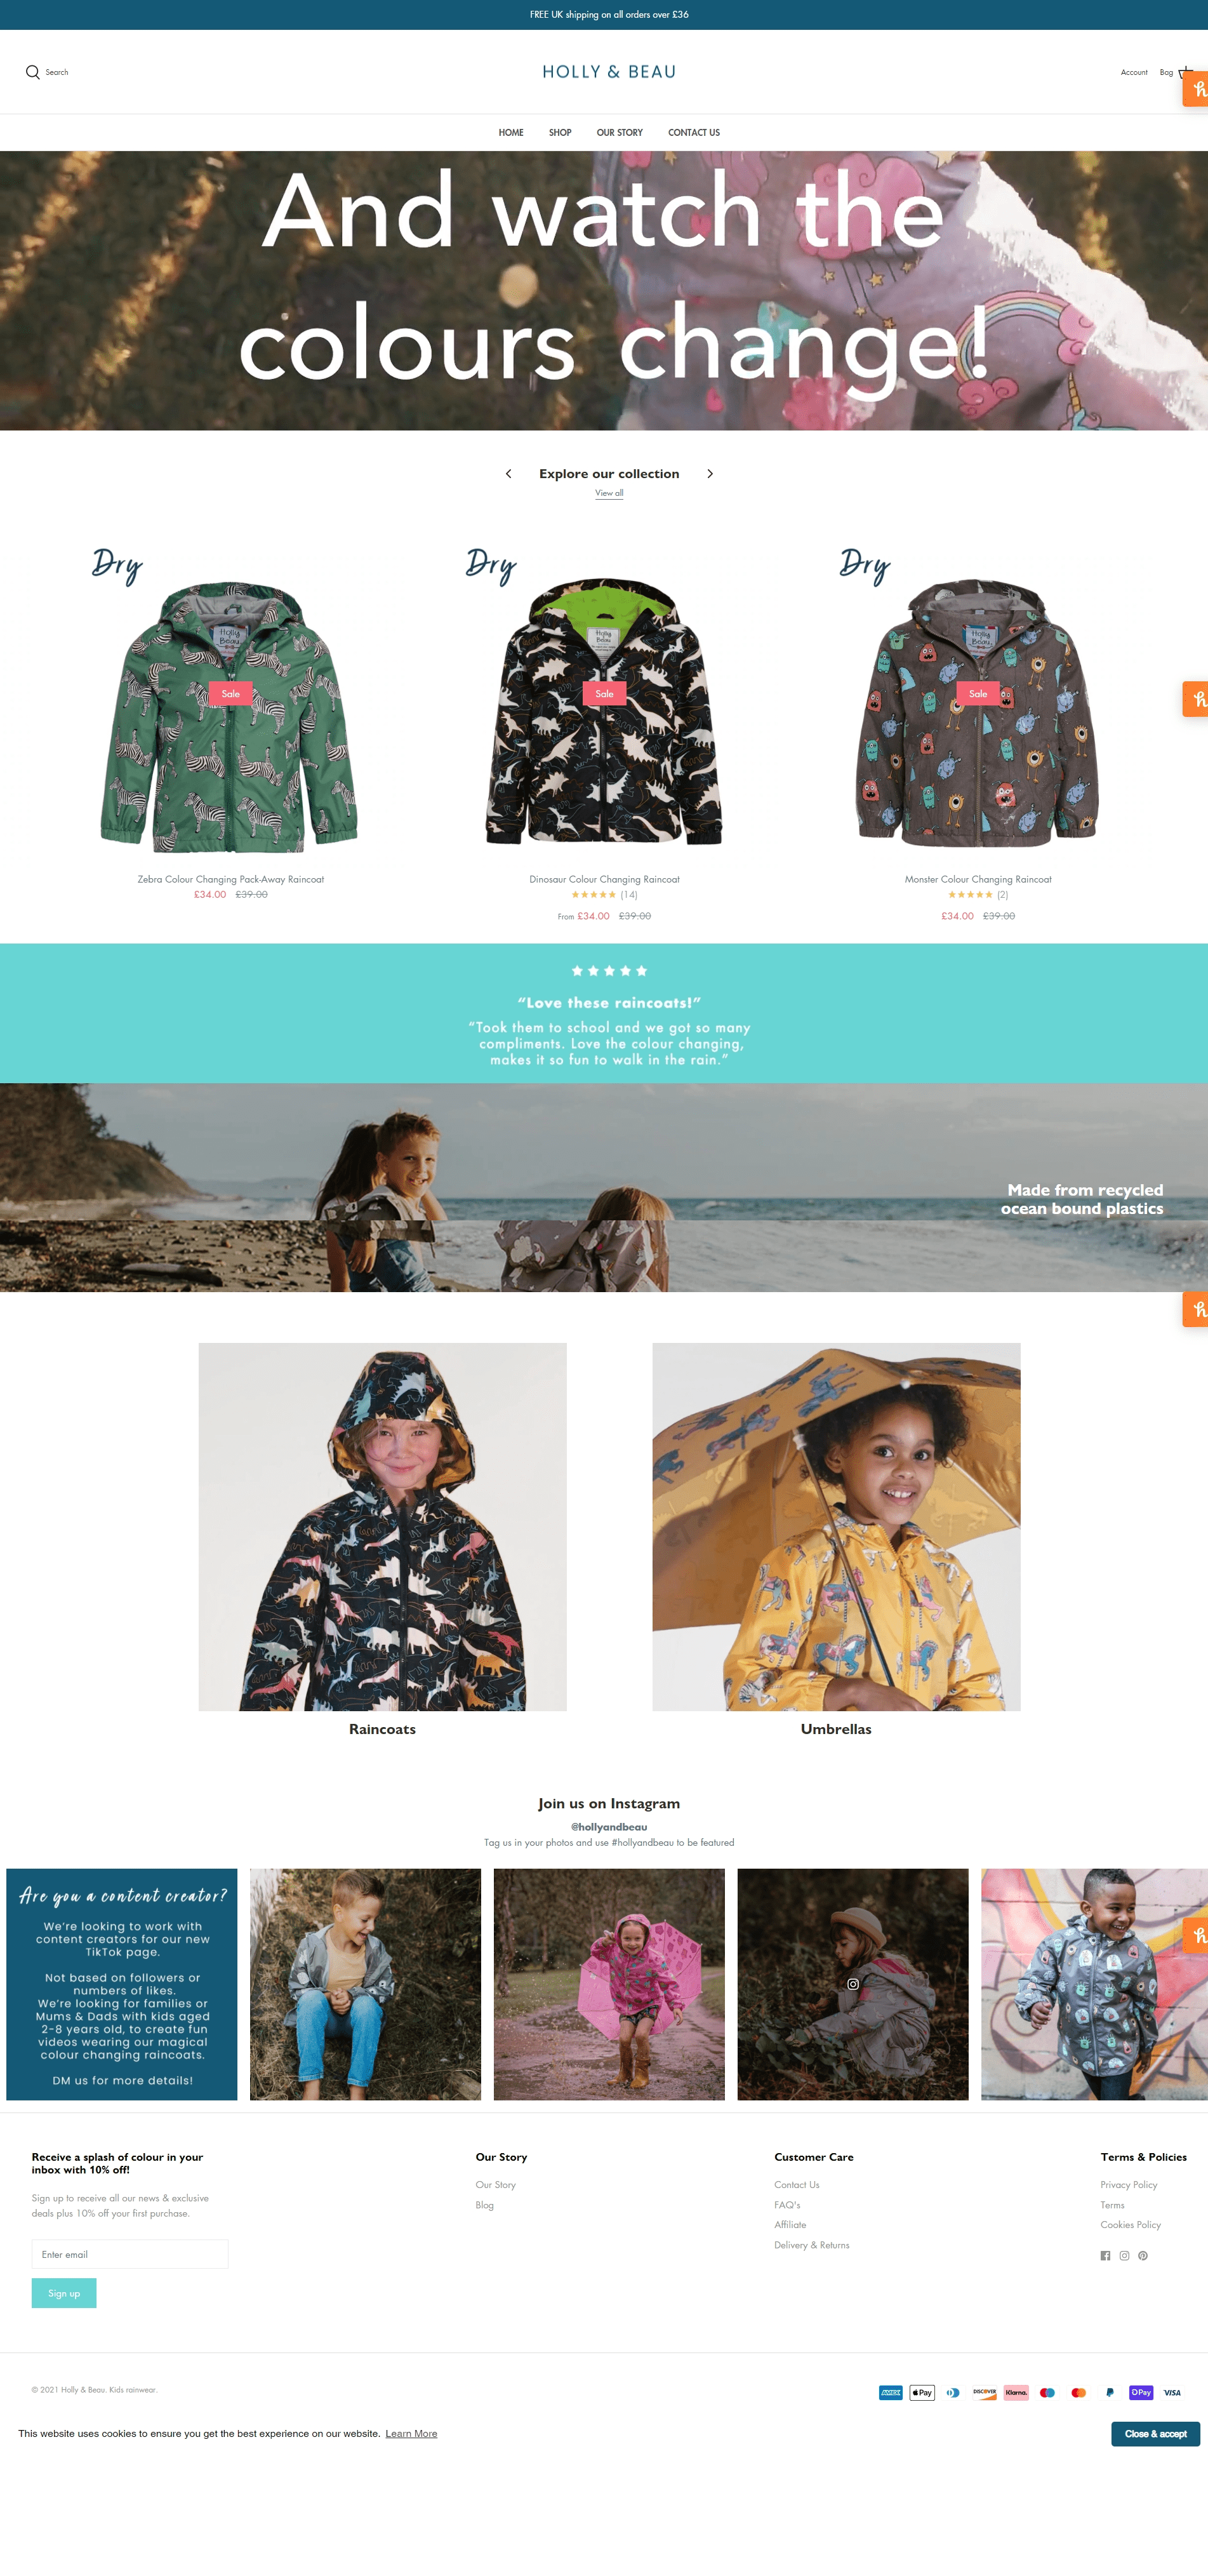 FREE UK shipping on all orders over £36
Search
HOLLY & BEAU
Account Bag
HOME SHOP OUR STORY CONTACT US
And watch the
colours change!
Explore our collection
View all
Dry
Dry
Dry
Holly & Beau
Holly & Beau
Holly & Beau
Sale
Sale
Sale
Zebra Colour Changing Pack-Away Raincoat
£34.00 £39.00
Dinosaur Colour Changing Raincoat
(14)
From £34.00 £39.00
Monster Colour Changing Raincoat
(2)
£34.00 £39.00
“Love these raincoats!”
“Took them to school and we got so many
compliments. Love the colour changing,
makes it so fun to walk in the rain.”
Made from recycled
ocean bound plastics
Raincoats
Umbrellas
Join us on Instagram
@hollyandbeau
Tag us in your photos and use #hollyandbeau to be featured
Are you a content creator?
We're looking to work with
content creators for our new
TikTok page.
Not based on followers or
numbers of likes.
We're looking for families or
Mums & Dads with kids aged
2-8 years old, to create fun
videos wearing our magical
colour changing raincoats.
DM us for more details!
Receive a splash of colour in your
inbox with 10% off!
Sign up to receive all our news & exclusive
deals plus 10% off your first purchase.
Enter email
Sign up
Our Story
Our Story
Blog
Customer Care
Contact Us
FAQ's
Affiliate
Delivery & Returns
Terms & Policies
Privacy Policy
Terms
Cookies Policy
© 2021 Holly & Beau. Kids rainwear..
AMEX Pay DISCOVER Klarna. Pay VISA
This website uses cookies to ensure you get the best experience on our website. Learn More
Close & accept